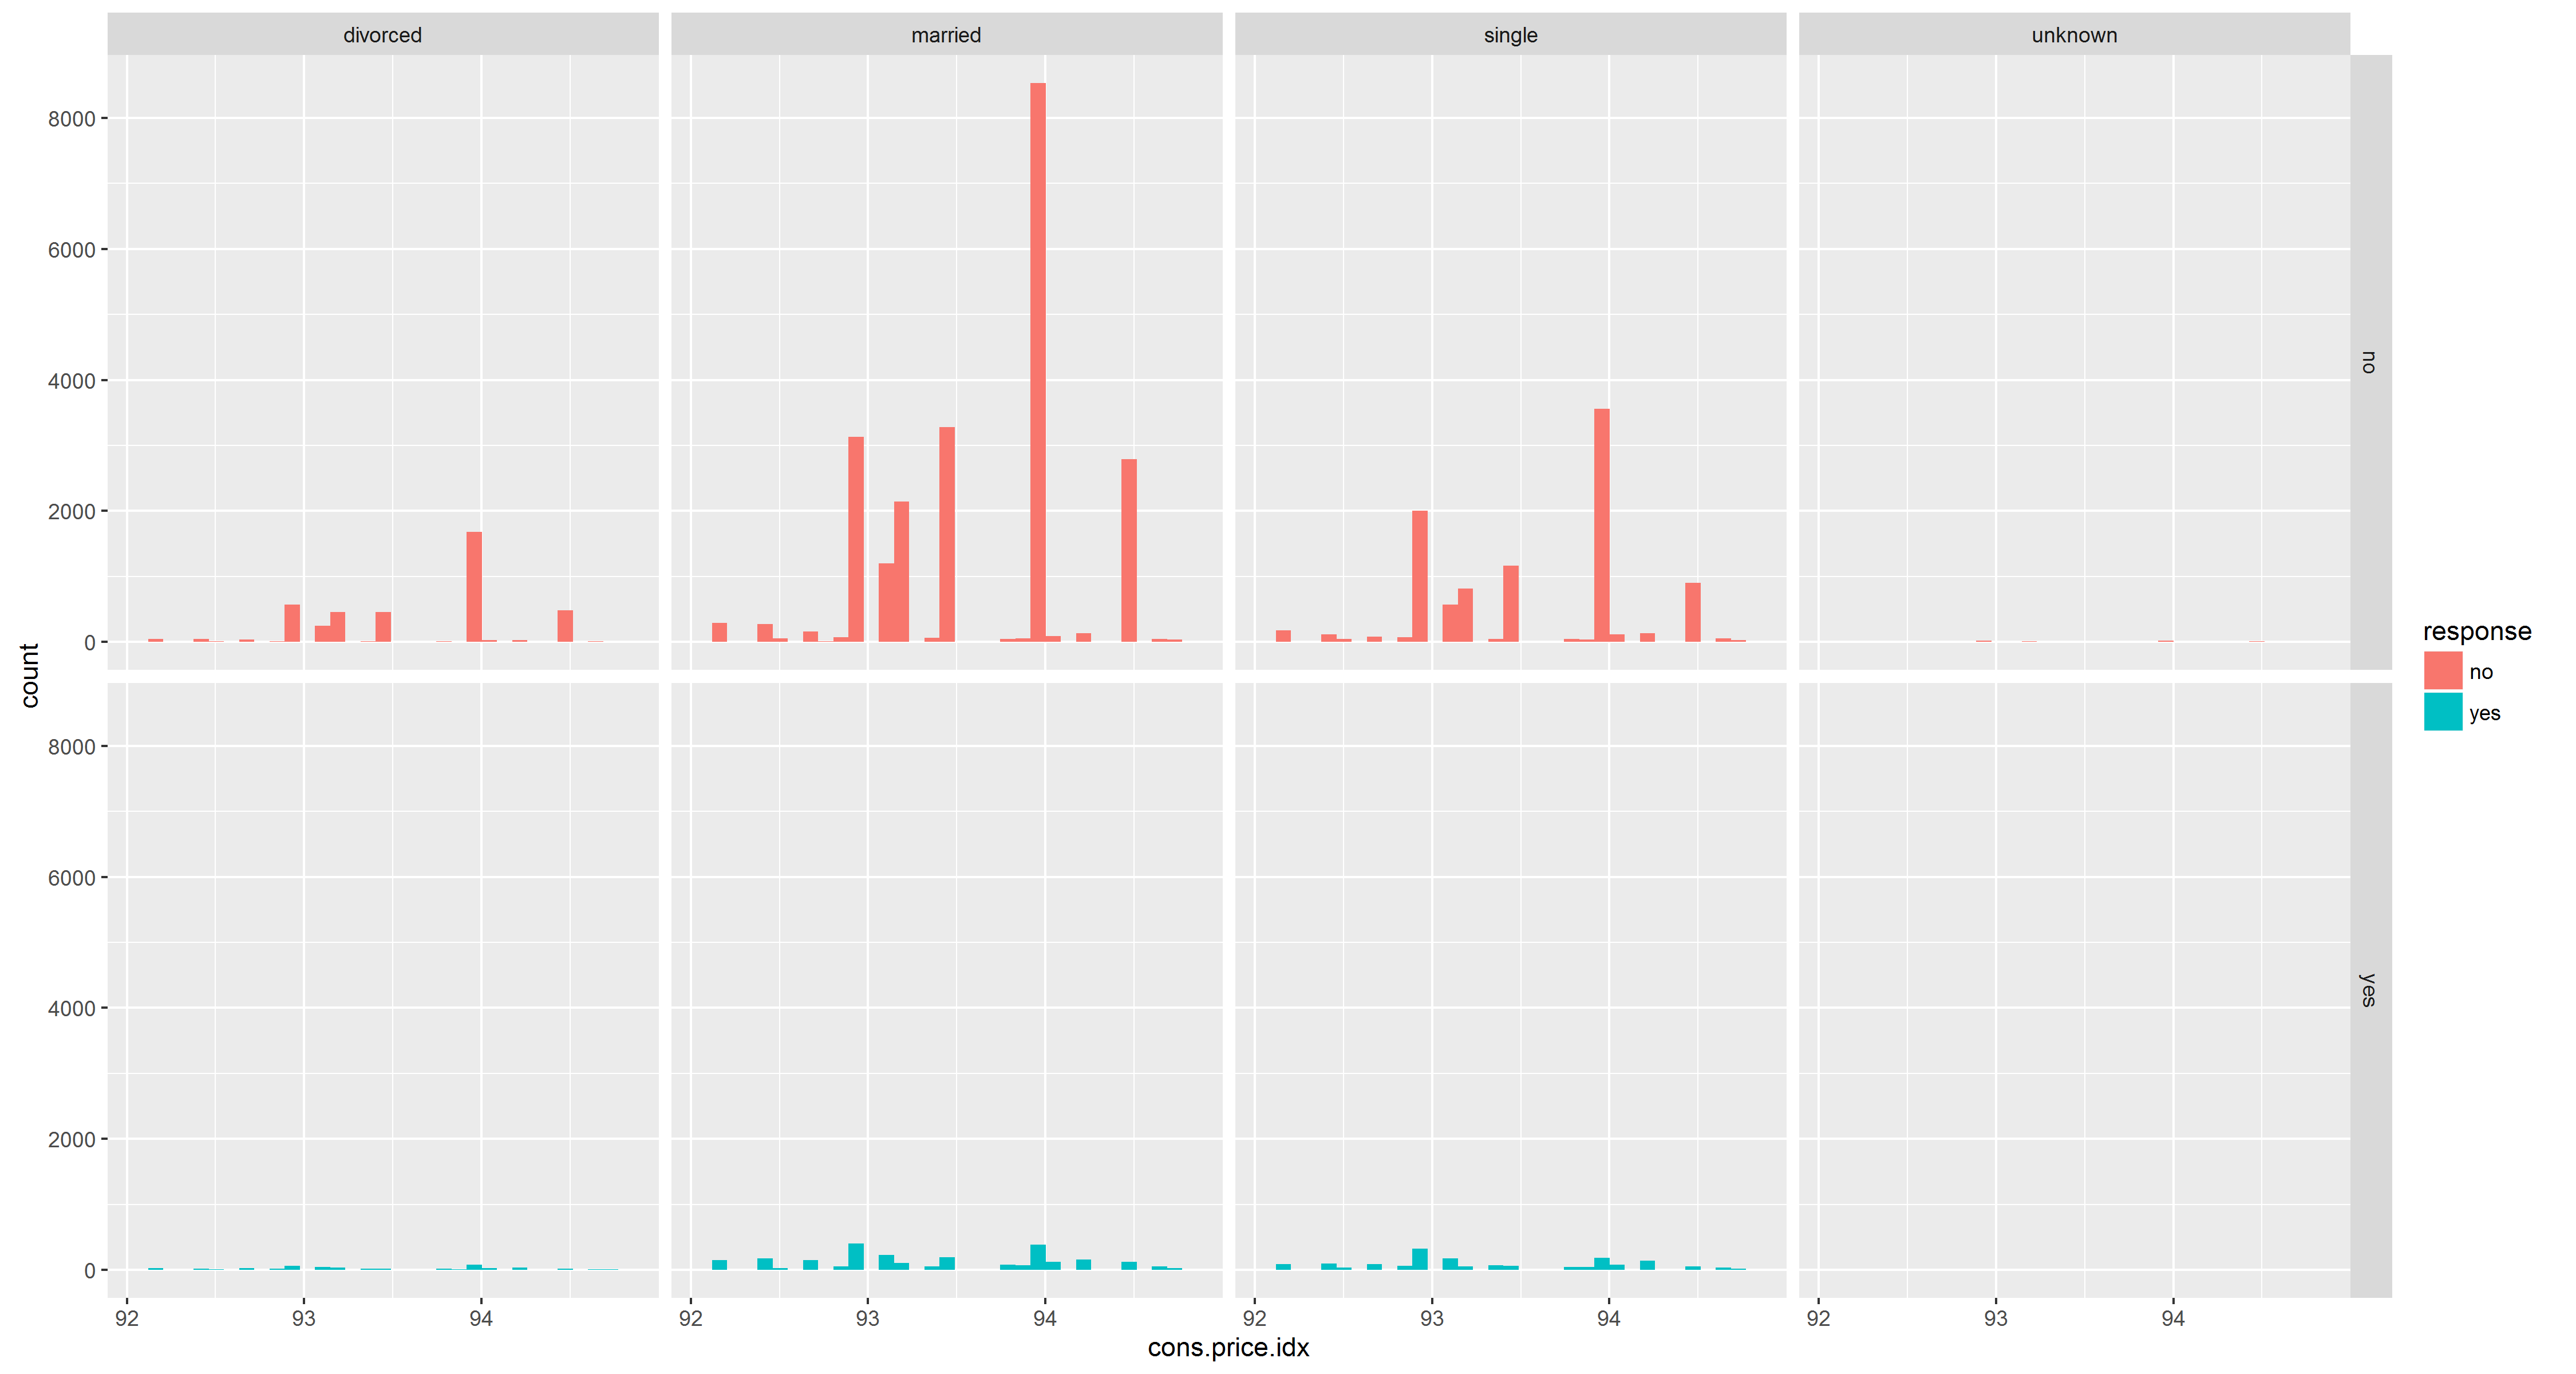 divorced
married
single
unknown
8000
6000
4000
2000
0
no
8000
6000
4000
2000
0
yes
count
92
93
94
92
93
94
92
93
94
92
93
94
cons.price.idx
response
no
yes